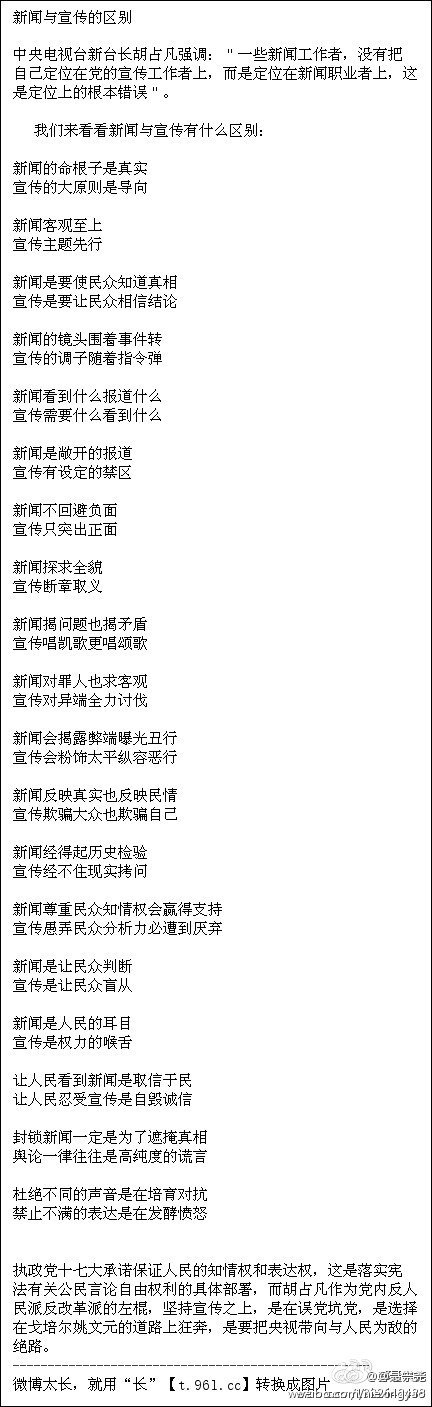 新闻与宣传的区别
中央电视台新台长胡占凡强调："一些新闻工作者，没有把
自己定位在党的宣传工作者上，而是定位在新闻职业者上，这
是定位上的根本错误"。
我们来看看新闻与宣传有什么区别：
新闻的命根子是真实
宣传的大原则是导向
新闻客观至上
宣传主题先行
新闻是要使民众知道真相
宣传是要让民众相信结论
新闻的镜头围着事件转
宣传的调子随着指令弹
新闻看到什么报道什么
宣传需要什么看到什么
新闻是敞开的报道
宣传有设定的禁区
新闻不回避负面
宣传只突出正面
新闻探求全貌
宣传断章取义
新闻揭问题也揭矛盾
宣传唱凯歌更唱颂歌
新闻对罪人也求客观
宣传对异端全力讨伐
新闻会揭露弊端曝光丑行
宣传会粉饰太平纵容恶行
新闻反映真实也反映民情
宣传欺骗大众也欺骗自己
新闻经得起历史检验
宣传经不住现实拷问
新闻尊重民众知情权会赢得支持
宣传愚弄民众分析力必遭到厌弃
新闻是让民众判断
宣传是让民众盲从
新闻是人民的耳目
宣传是权力的喉舌
让人民看到新闻是取信于民
让人民忍受宣传是自毁诚信
封锁新闻一定是为了遮掩真相
舆论一律往往是高纯度的谎言
杜绝不同的声音是在培育对抗
禁止不满的表达是在发酵愤怒
执政党十七大承诺保证人民的知情权和表达权，这是落实宪
法有关公民言论自由权利的具体部署，而胡占凡作为党内反人
民派反改革派的左棍，坚持宣传之上，是在误党坑党，是选择
在戈培尔姚文元的道路上狂奔，是要把央视带向与人民为敌的
绝路。
微博太长，就用“长”【t.961.cc】转换成图片